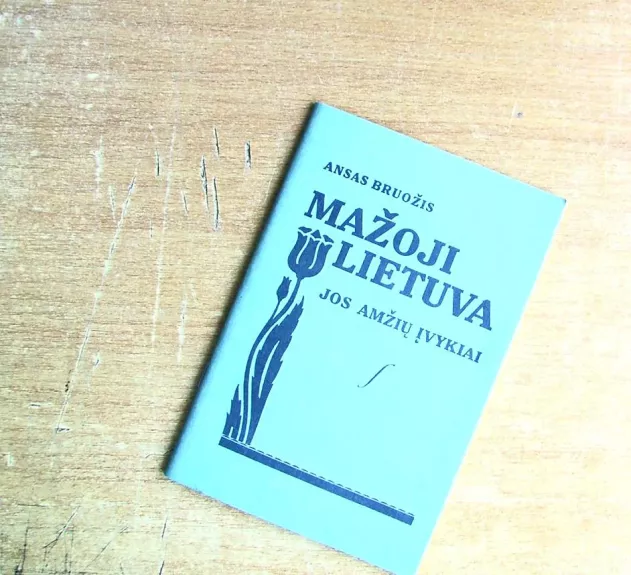 ANSAS BRUOŽIS
MAŽOJI
LIETUVA
JOS AMŽIŲ ĮVYKIAI